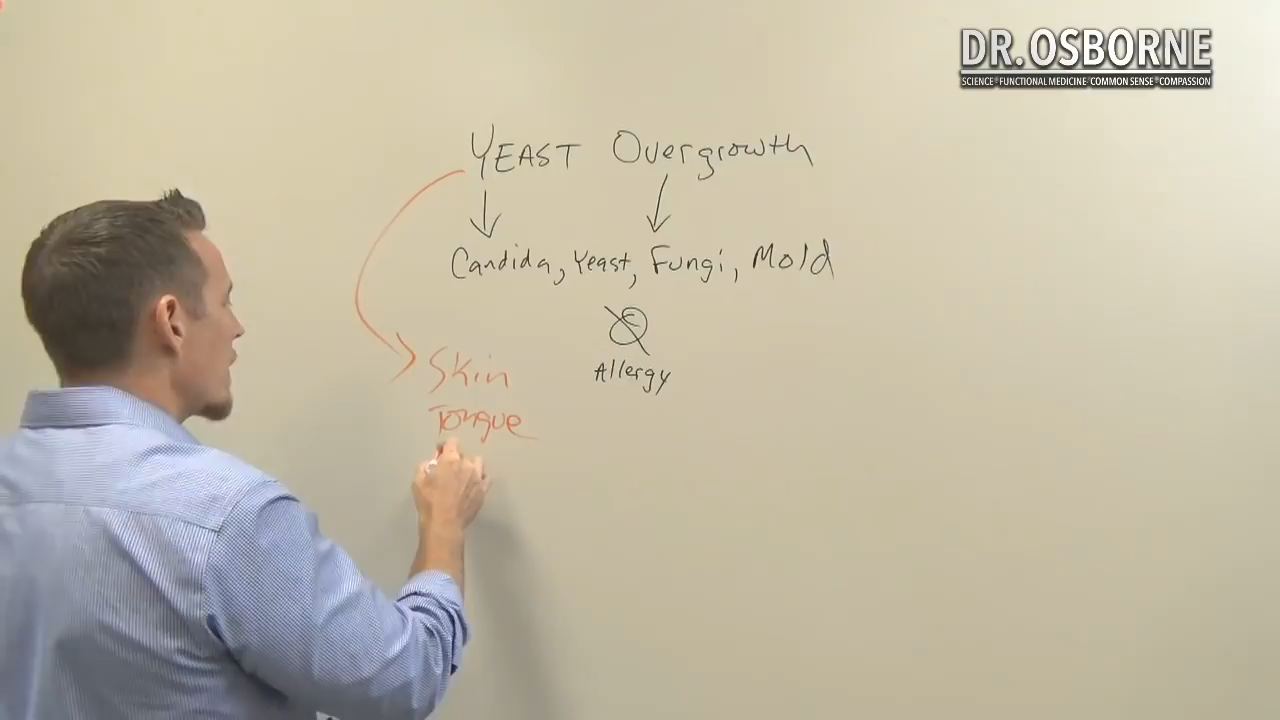 DR. OSBORNE
SCIENCE FUNCTIONAL MEDICINE COMMON SENSE COMPASSION
YEAST Overgrowth
Candida, Yeast, Fungi, Mold
Allergy
Skin
Tongue